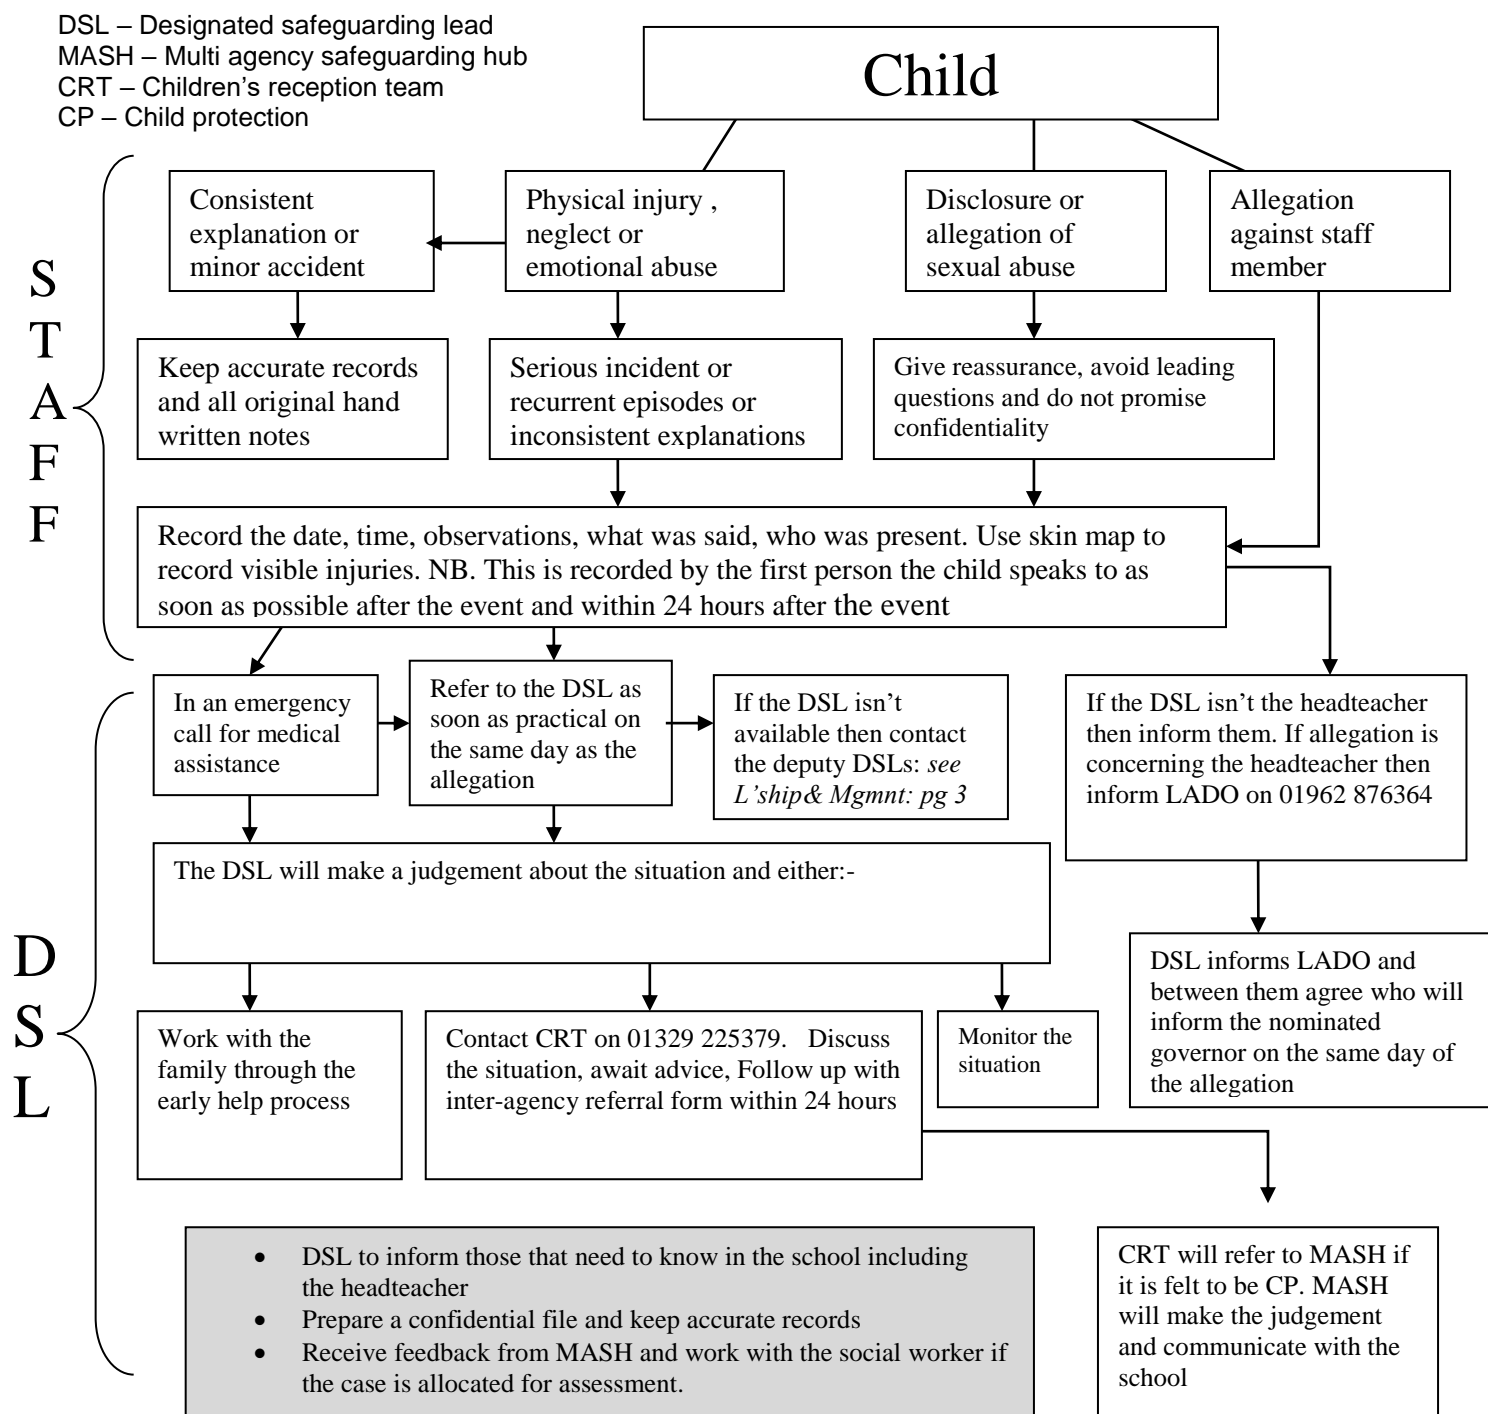 DSL – Designated safeguarding lead
MASH – Multi agency safeguarding hub
CRT – Children's reception team
CP – Child protection
Child
S
T
A
F
F
Consistent
explanation or
minor accident
Physical injury ,
neglect or
emotional abuse
Disclosure or
allegation of
sexual abuse
Allegation
against staff
member
Keep accurate records
and all original hand
written notes
Serious incident or
recurrent episodes or
inconsistent explanations
Give reassurance, avoid leading
questions and do not promise
confidentiality
Record the date, time, observations, what was said, who was present. Use skin map to
record visible injuries. NB. This is recorded by the first person the child speaks to as
soon as possible after the event and within 24 hours after the event
D
S
L
In an emergency
call for medical
assistance
Refer to the DSL as
soon as practical on
the same day as the
allegation
If the DSL isn't
available then contact
the deputy DSLs: see
L'ship& Mgmnt: pg 3
If the DSL isn't the headteacher
then inform them. If allegation is
concerning the headteacher then
inform LADO on 01962 876364
The DSL will make a judgement about the situation and either:-
DSL informs LADO and
between them agree who will
inform the nominated
governor on the same day of
the allegation
Work with the
family through the
early help process
Contact CRT on 01329 225379.   Discuss
the situation, await advice, Follow up with
inter-agency referral form within 24 hours
Monitor the
situation
• DSL to inform those that need to know in the school including
the headteacher
• Prepare a confidential file and keep accurate records
• Receive feedback from MASH and work with the social worker if
the case is allocated for assessment.
CRT will refer to MASH if
it is felt to be CP. MASH
will make the judgement
and communicate with the
school